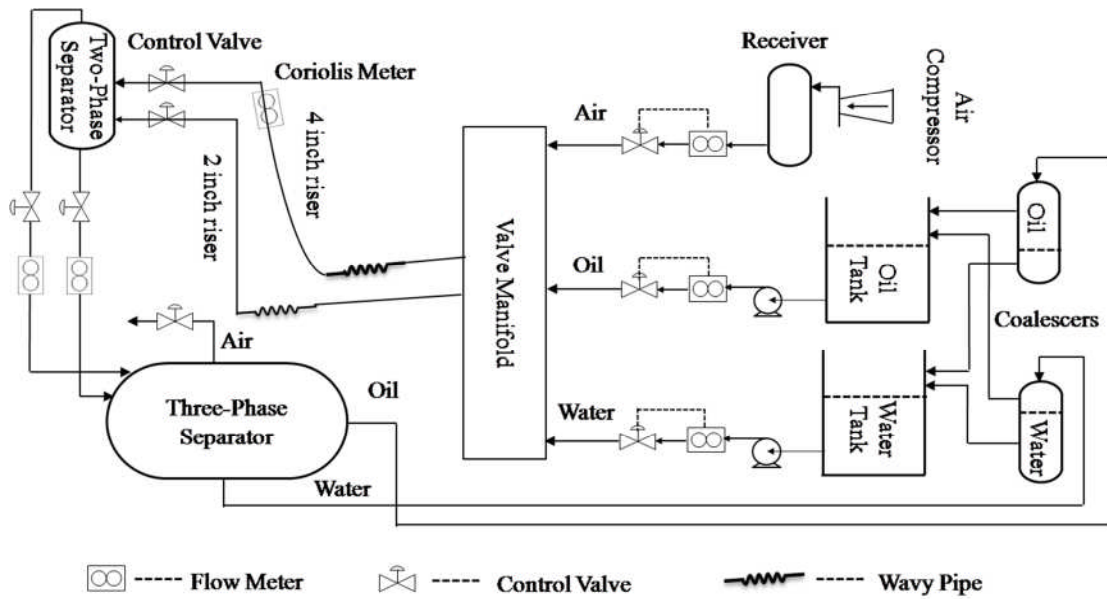 Two-Phase
Separator
Control Valve
Coriolis Meter
4 inch riser
2 inch riser
Receiver
Air
Compressor
Air
Valve Manifold
Oil
Oil
Tank
Oil
Coalescers
Water
Water
Tank
Water
Air
Three-Phase
Separator
Oil
Water
Flow Meter
Control Valve
Wavy Pipe